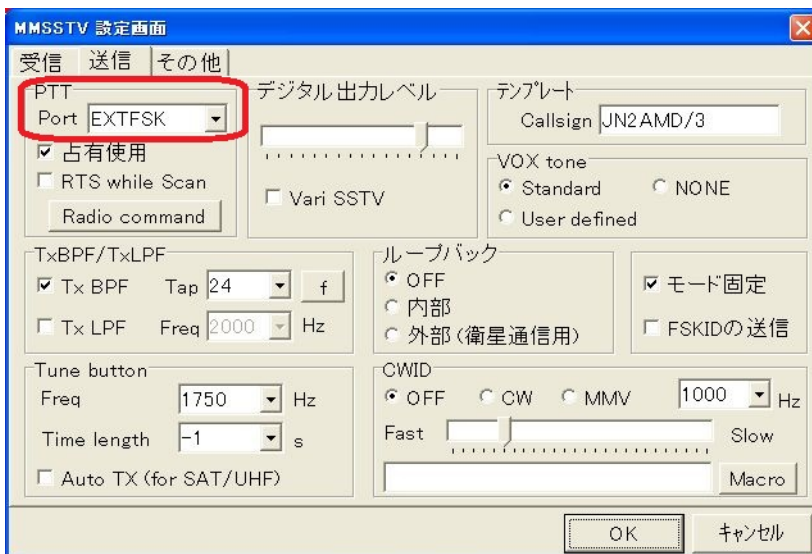 MMSSTV 設定画面
受信 送信 その他
PTT
Port EXTFSK
占有使用
RTS while Scan
Radio command
デジタル出力レベル
Vari SSTV
テンプレート
Callsign JN2AMD/3
VOX tone
Standard NONE
User defined
TxBPF/TxLPF
Tx BPF Tap 24 f
Tx LPF Freq 2000 Hz
ループバック
OFF
内部
外部(衛星通信用)
モード固定
FSKIDの送信
Tune button
Freq 1750 Hz
Time length -1 s
Auto TX (for SAT/UHF)
CWID
OFF CW MMV 1000 Hz
Fast Slow
Macro
OK キャンセル